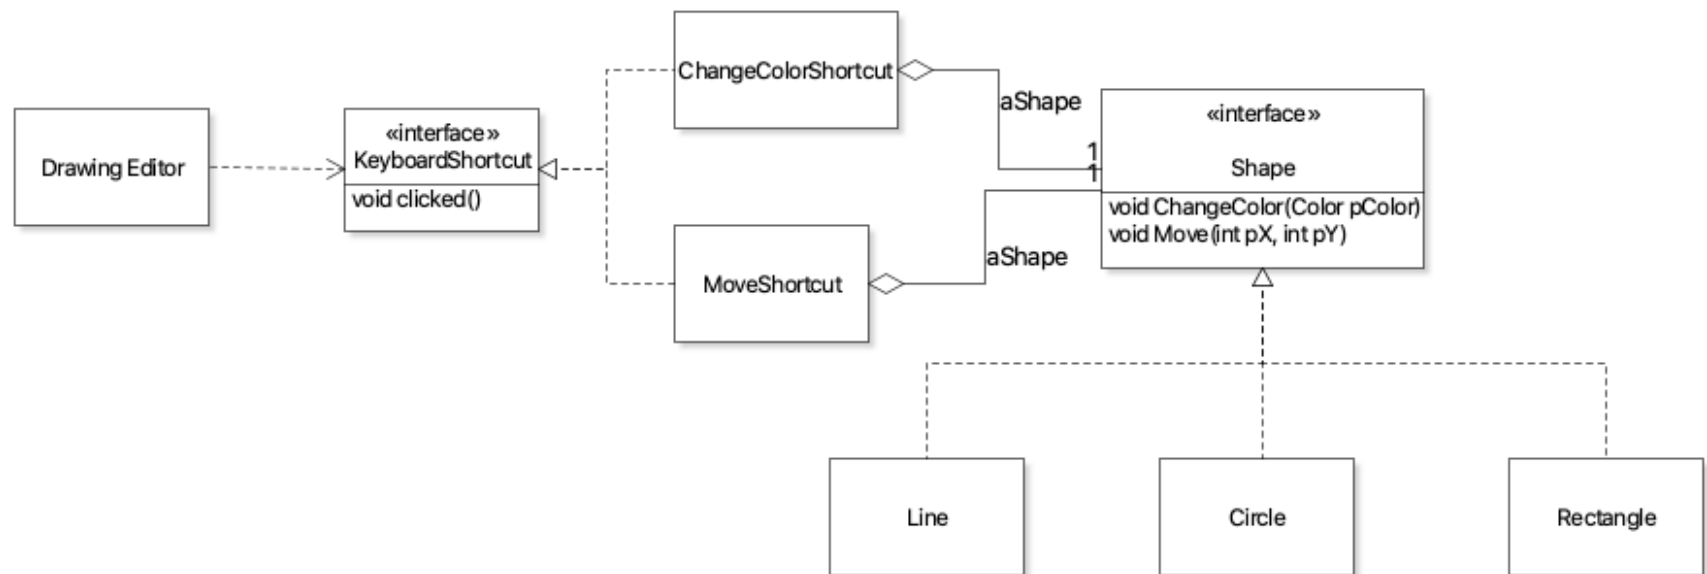 ChangeColorShortcut
aShape
«interface»
Shape
void ChangeColor(Color pColor)
void Move(int pX, int pY)
1
1
Drawing Editor
«interface»
KeyboardShortcut
void clicked()
MoveShortcut
aShape
Line
Circle
Rectangle